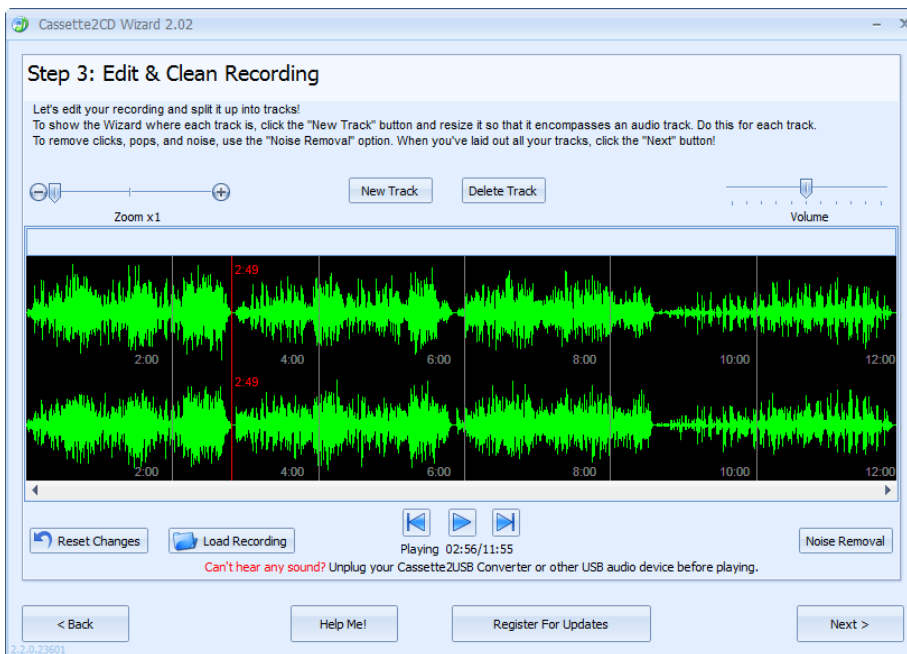 Cassette2CD Wizard 2.02
Step 3: Edit & Clean Recording
Let's edit your recording and split it up into tracks!
To show the Wizard where each track is, click the "New Track" button and resize it so that it encompasses an audio track. Do this for each track.
To remove clicks, pops, and noise, use the "Noise Removal" option. When you've laid out all your tracks, click the "Next" button!
New Track Delete Track
Zoom x1 Volume
2:49
2:00 4:00 6:00 8:00 10:00 12:00
2:49
2:00 4:00 6:00 8:00 10:00 12:00
Reset Changes Load Recording Noise Removal
Playing 02:56/11:55
Can't hear any sound? Unplug your Cassette2USB Converter or other USB audio device before playing.
< Back Help Me! Register For Updates Next >
2.2.0.23601